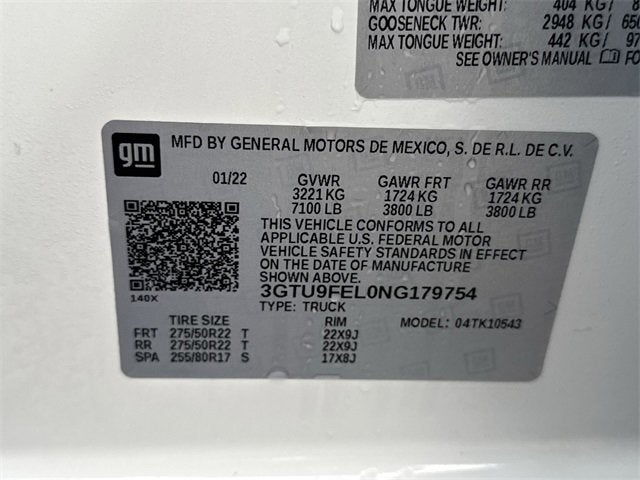 MAX TONGUE WEIGHT: 404 KG/
GOOSENECK TWR: 2948 KG/
MAX TONGUE WEIGHT: 442 KG/ 97
SEE OWNER'S MANUAL
gm MFD BY GENERAL MOTORS DE MEXICO, S. DE R.L. DE C.V.
01/22 GVWR GAWR FRT GAWR RR
3221 KG 1724 KG 1724 KG
7100 LB 3800 LB 3800 LB
THIS VEHICLE CONFORMS TO ALL
APPLICABLE U.S. FEDERAL MOTOR
VEHICLE SAFETY STANDARDS IN EFFECT
ON THE DATE OF MANUFACTURE
SHOWN ABOVE.
140X 3GTU9FEL0NG179754
TYPE: TRUCK MODEL: 04TK10543
TIRE SIZE RIM
FRT 275/50R22 T 22X9J
RR 275/50R22 T 22X9J
SPA 255/80R17 S 17X8J